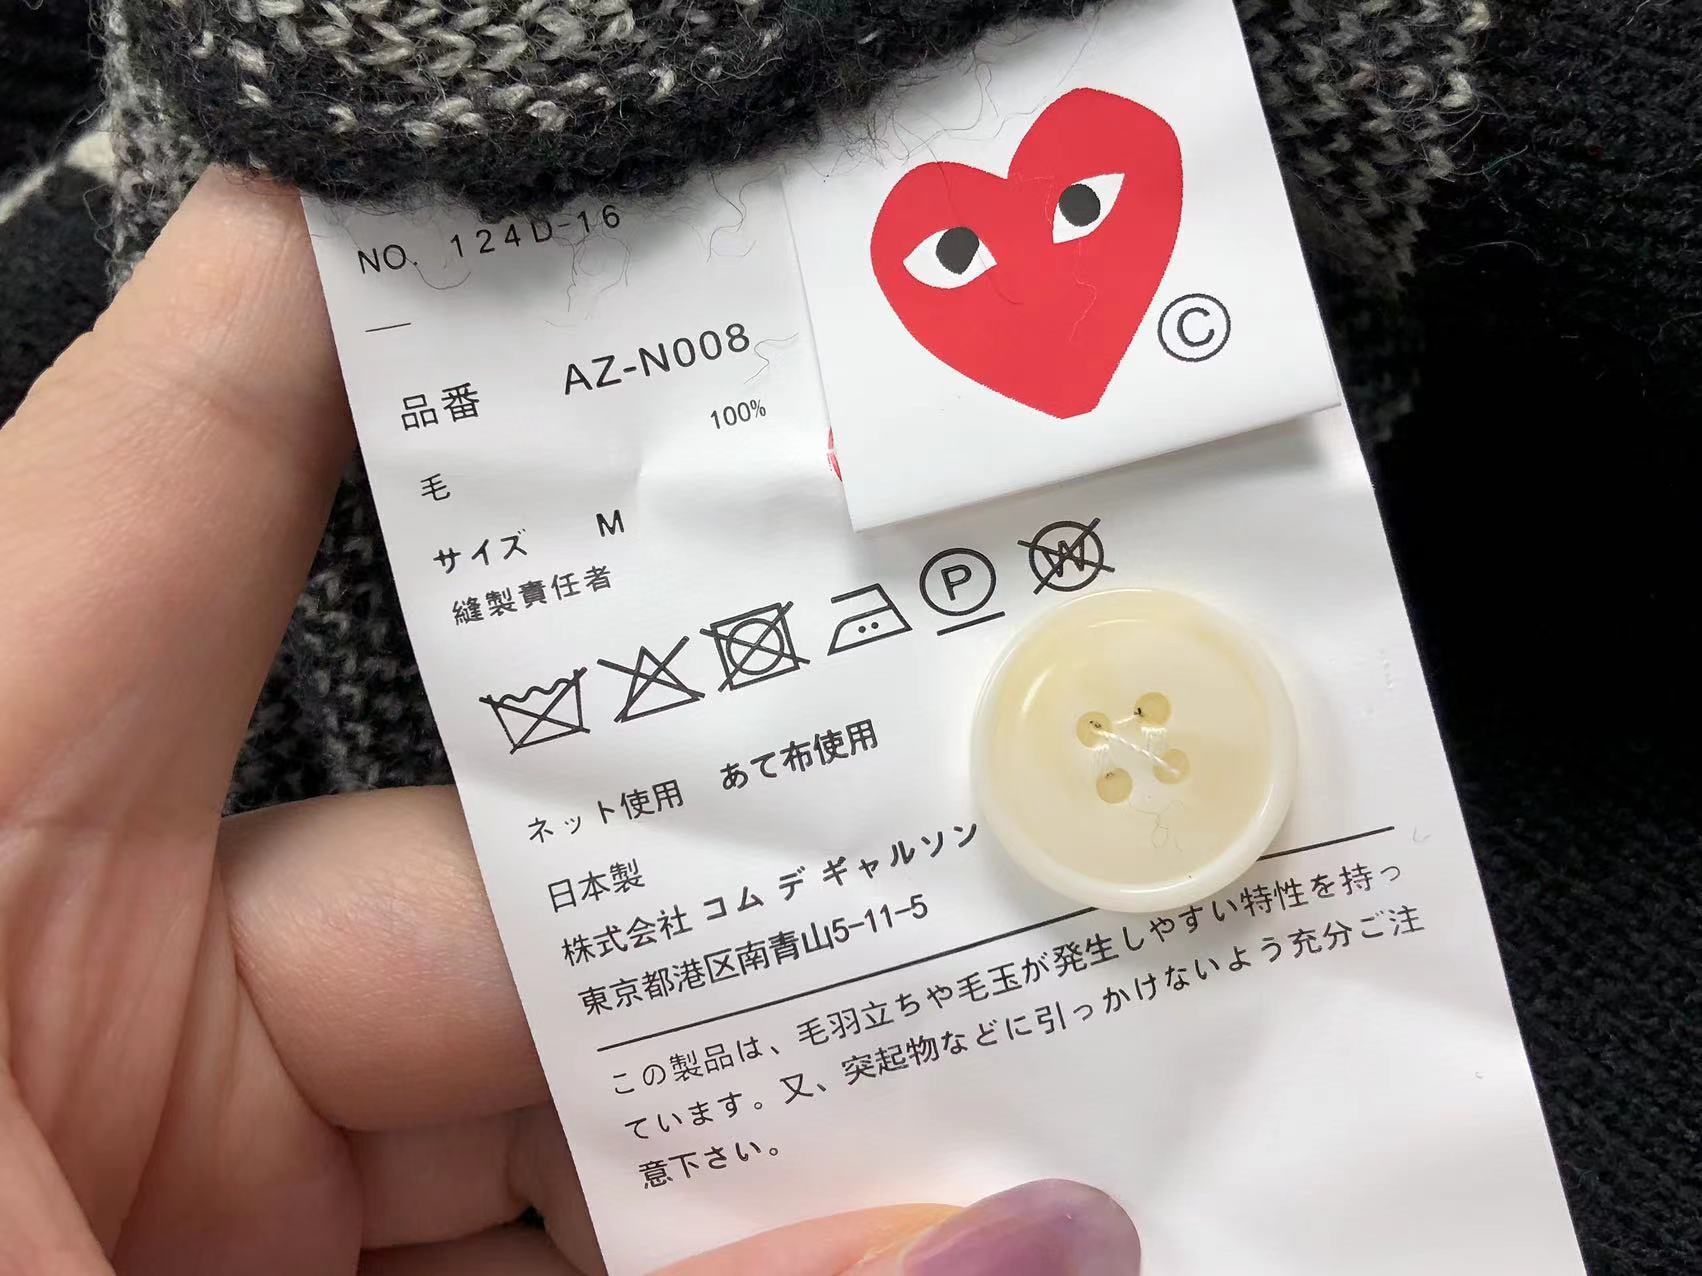 NO. 124D-16
—
品番 AZ-N008
100%
毛
サイズ M
縫製責任者
P W
ネット使用 あて布使用
日本製
株式会社 コム デ ギャルソン
東京都港区南青山5-11-5
この製品は、毛羽立ちや毛玉が発生しやすい特性を持っ
ています。又、突起物などに引っかけないよう充分ご注
意下さい。
©